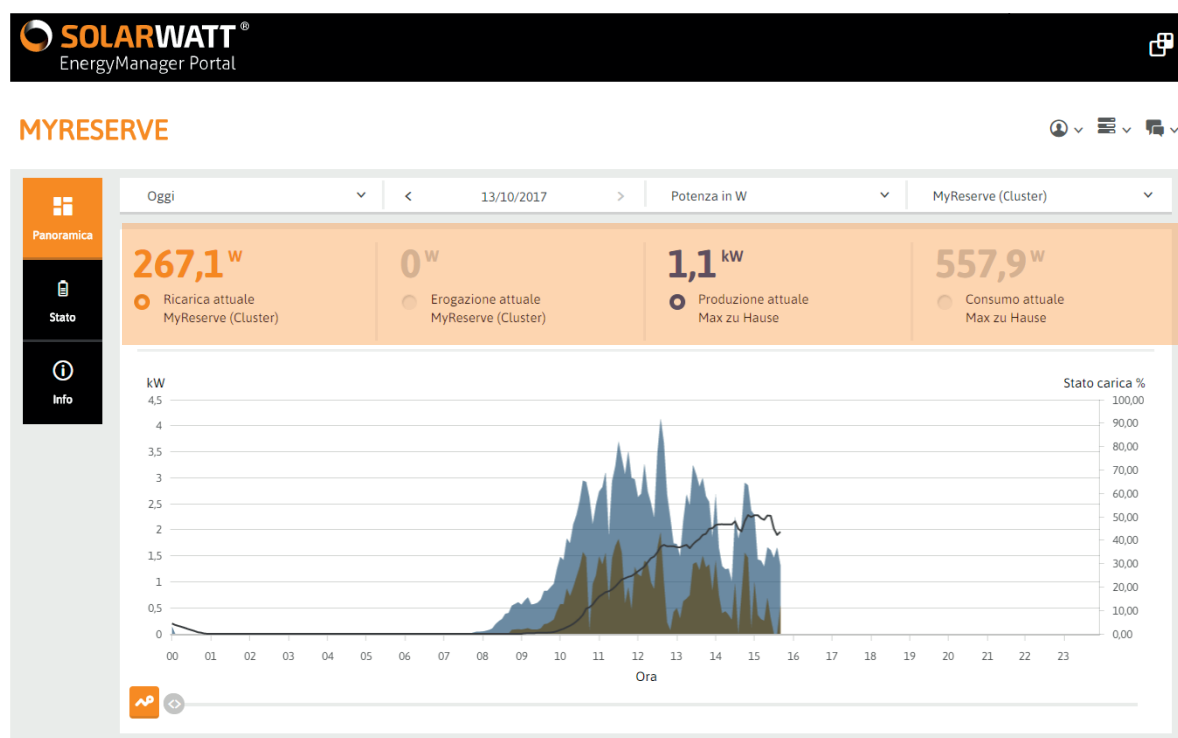 SOLARWATT®
EnergyManager Portal
MYRESERVE
Panoramica
Stato
Info
Oggi
13/10/2017
Potenza in W
MyReserve (Cluster)
267,1 W
Ricarica attuale
MyReserve (Cluster)
0 W
Erogazione attuale
MyReserve (Cluster)
1,1 kW
Produzione attuale
Max zu Hause
557,9 W
Consumo attuale
Max zu Hause
kW
4,5
4
3,5
3
2,5
2
1,5
1
0,5
0
Stato carica %
100,00
90,00
80,00
70,00
60,00
50,00
40,00
30,00
20,00
10,00
0,00
00 01 02 03 04 05 06 07 08 09 10 11 12 13 14 15 16 17 18 19 20 21 22 23
Ora